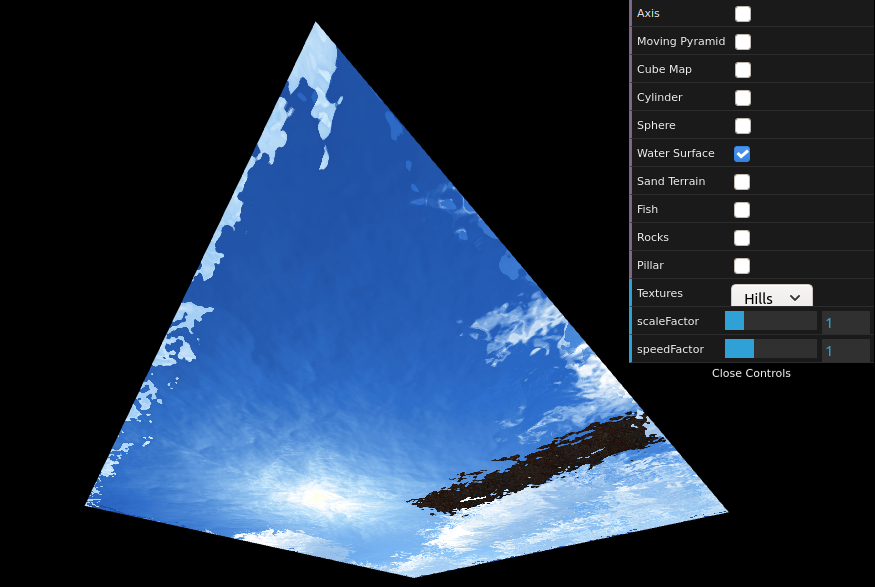 Axis
Moving Pyramid
Cube Map
Cylinder
Sphere
Water Surface
Sand Terrain
Fish
Rocks
Pillar
Textures Hills
scaleFactor 1
speedFactor 1
Close Controls